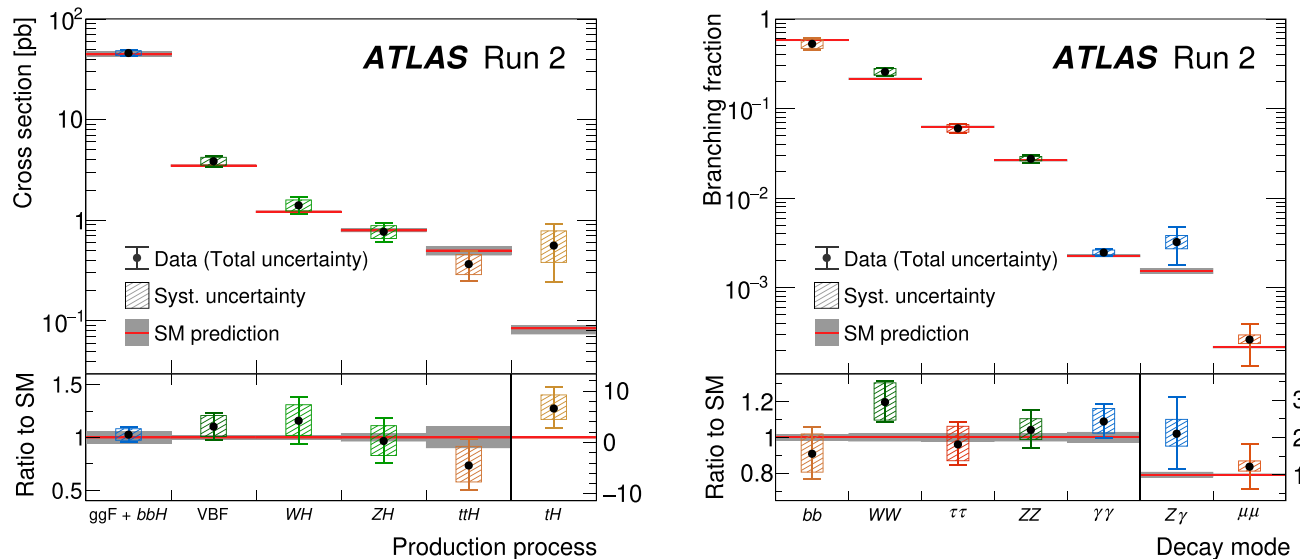 Cross section [pb]
10²
10
1
10⁻¹
ATLAS Run 2
Data (Total uncertainty)
Syst. uncertainty
SM prediction
Ratio to SM
1.5
1
0.5
10
0
−10
ggF + bbH VBF WH ZH ttH tH
Production process
Branching fraction
1
10⁻¹
10⁻²
10⁻³
ATLAS Run 2
Data (Total uncertainty)
Syst. uncertainty
SM prediction
Ratio to SM
1.2
1
0.8
3
2
1
bb WW ττ ZZ γγ Zγ μμ
Decay mode